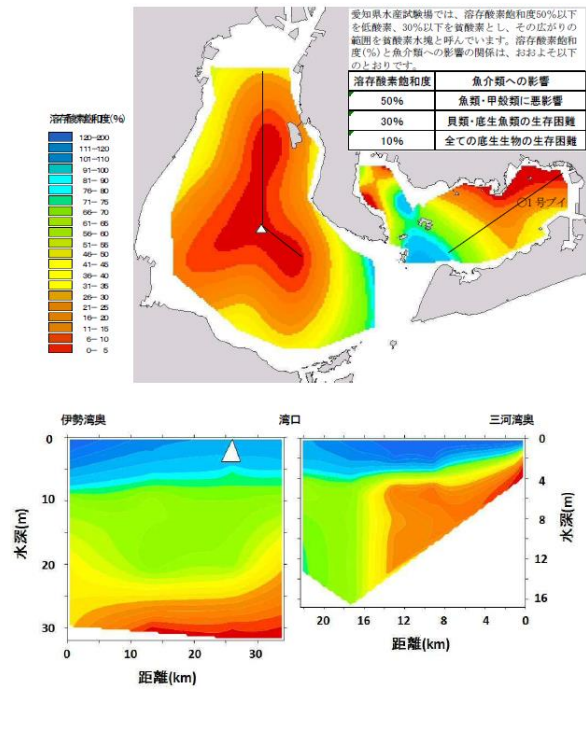 愛知県水産試験場では、溶存酸素飽和度50%以下
を低酸素、30%以下を貧酸素とし、その広がりの
範囲を貧酸素水塊と呼んでいます。溶存酸素飽和
度(%)と魚介類への影響の関係は、おおよそ以下
のとおりです。
溶存酸素飽和度 魚介類への影響
50% 魚類・甲殻類に悪影響
30% 貝類・底生魚類の生存困難
10% 全ての底生生物の生存困難
溶存酸素飽和度(%)
120-200
111-120
101-110
91-100
81-90
76-80
71-75
66-70
61-65
56-60
51-55
46-50
41-45
36-40
31-35
26-30
21-25
16-20
11-15
6-10
0-5
1号ブイ
伊勢湾奥 湾口 三河湾奥
0
10
20
30
水深(m)
0 10 20 30
距離(km)
0
4
8
12
16
水深(m)
20 16 12 8 4 0
距離(km)